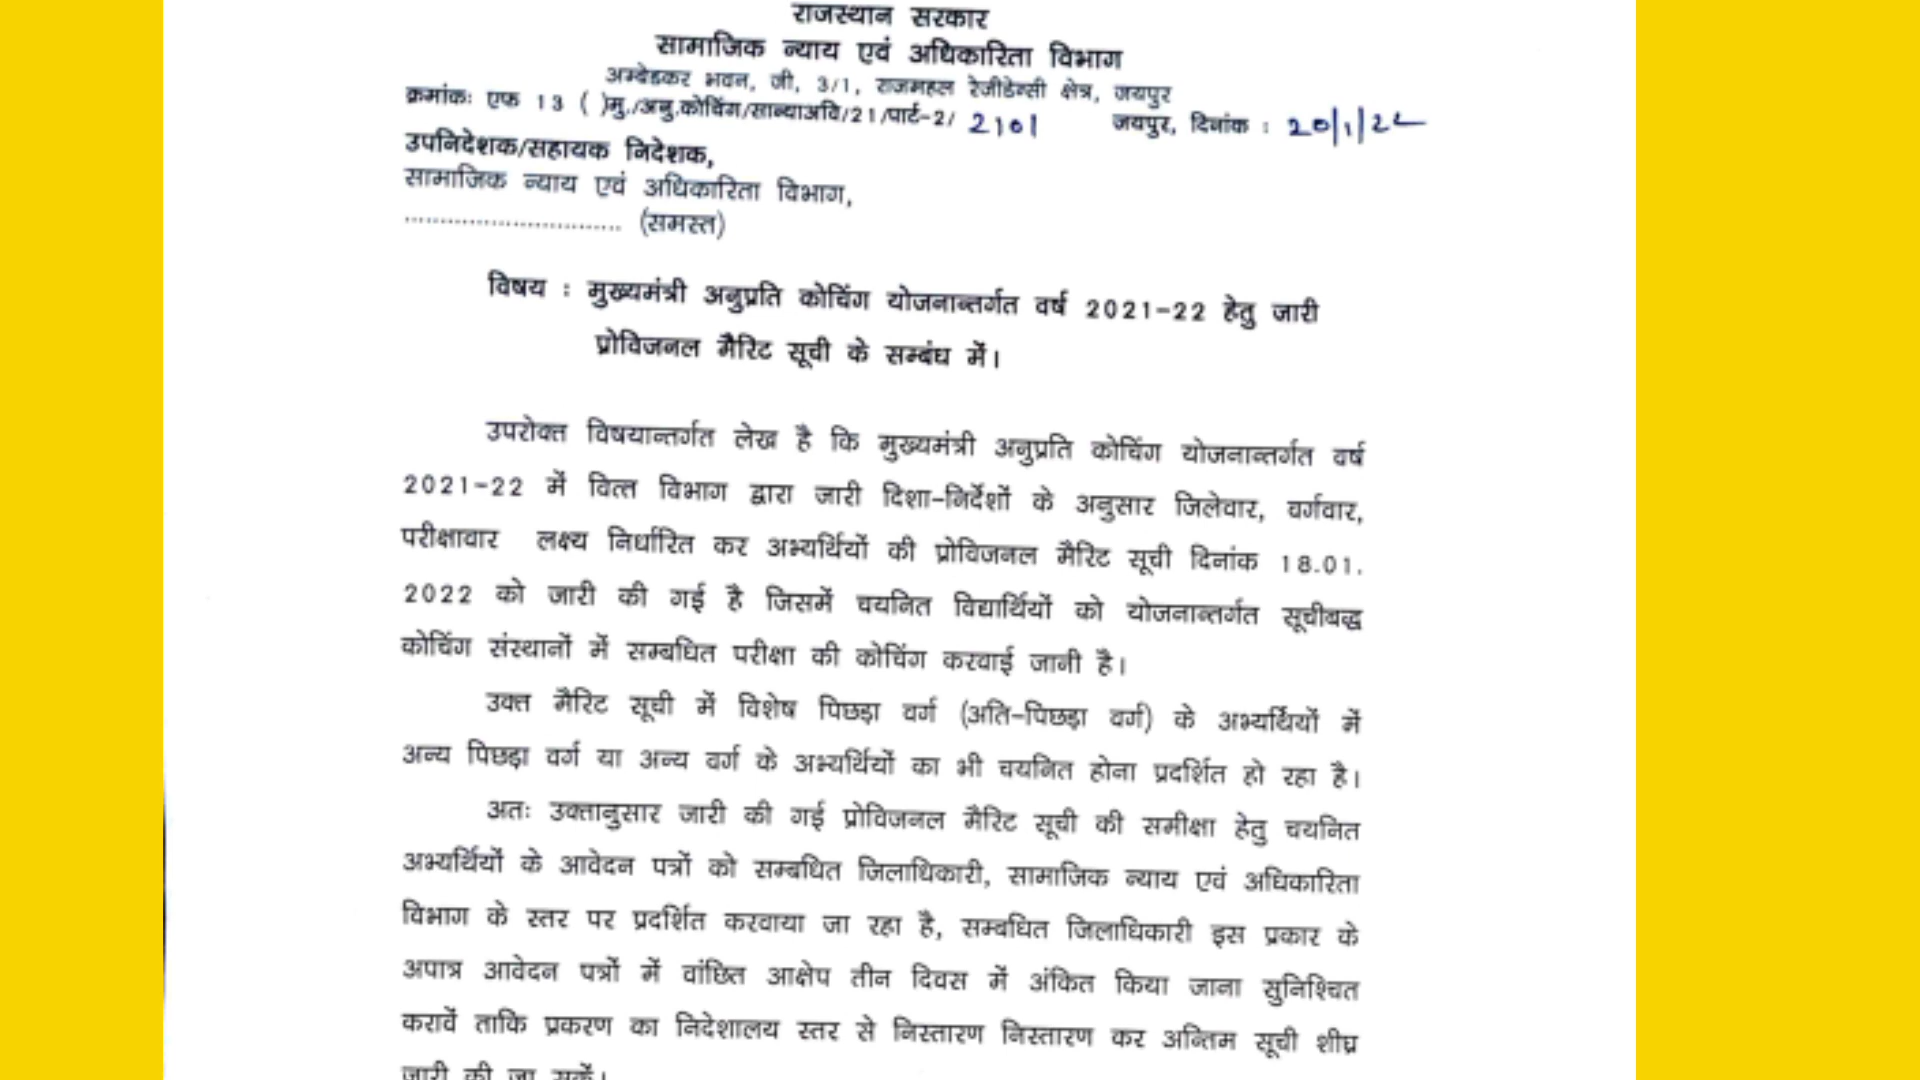 राजस्थान सरकार
सामाजिक न्याय एवं अधिकारिता विभाग
अम्बेडकर भवन, जी, 3/1, राजमहल रेजीडेन्सी क्षेत्र, जयपुर
क्रमांकः एफ 13 ( )मु./अनु.कोचिंग/सान्याअवि/21/पार्ट-2/ 2101 जयपुर, दिनांक : 20/1/22
उपनिदेशक/सहायक निदेशक,
सामाजिक न्याय एवं अधिकारिता विभाग,
.............................. (समस्त)
विषय : मुख्यमंत्री अनुप्रति कोचिंग योजनान्तर्गत वर्ष 2021-22 हेतु जारी
प्रोविजनल मैरिट सूची के सम्बंध में।
उपरोक्त विषयान्तर्गत लेख है कि मुख्यमंत्री अनुप्रति कोचिंग योजनान्तर्गत वर्ष
2021-22 में वित्त विभाग द्वारा जारी दिशा-निर्देशों के अनुसार जिलेवार, वर्गवार,
परीक्षावार लक्ष्य निर्धारित कर अभ्यर्थियों की प्रोविजनल मैरिट सूची दिनांक 18.01.
2022 को जारी की गई है जिसमें चयनित विद्यार्थियों को योजनान्तर्गत सूचीबद्ध
कोचिंग संस्थानों में सम्बधित परीक्षा की कोचिंग करवाई जानी है।
उक्त मैरिट सूची में विशेष पिछड़ा वर्ग (अति-पिछड़ा वर्ग) के अभ्यर्थियों में
अन्य पिछड़ा वर्ग या अन्य वर्ग के अभ्यर्थियों का भी चयनित होना प्रदर्शित हो रहा है।
अतः उक्तानुसार जारी की गई प्रोविजनल मैरिट सूची की समीक्षा हेतु चयनित
अभ्यर्थियों के आवेदन पत्रों को सम्बधित जिलाधिकारी, सामाजिक न्याय एवं अधिकारिता
विभाग के स्तर पर प्रदर्शित करवाया जा रहा है, सम्बधित जिलाधिकारी इस प्रकार के
अपात्र आवेदन पत्रों में वांछित आक्षेप तीन दिवस में अंकित किया जाना सुनिश्चित
करावें ताकि प्रकरण का निदेशालय स्तर से निस्तारण निस्तारण कर अन्तिम सूची शीघ्र
जारी की जा सकें।